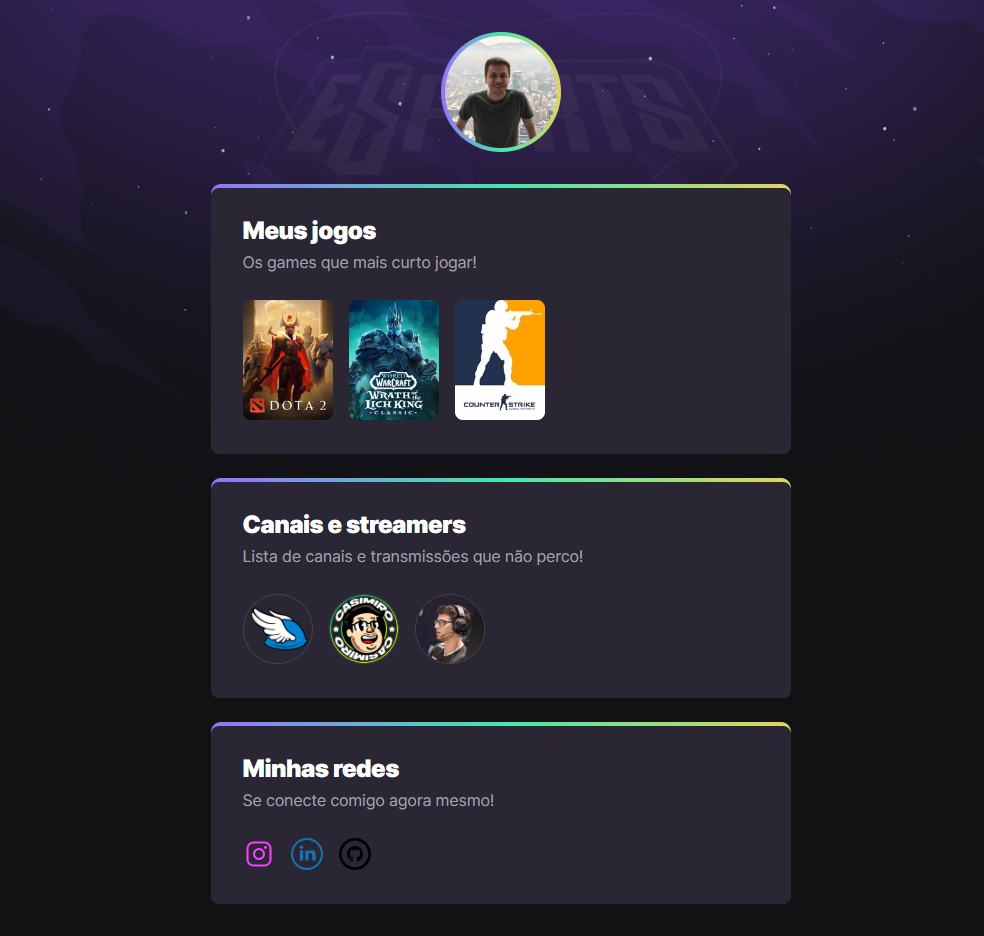 ESPORTS
Meus jogos
Os games que mais curto jogar!
DOTA 2
WORLD
WARCRAFT
WRATH of the
LICH KING
CLASSIC
COUNTER STRIKE
Canais e streamers
Lista de canais e transmissões que não perco!
CASIMIRO
CASIMIRO
Minhas redes
Se conecte comigo agora mesmo!
in